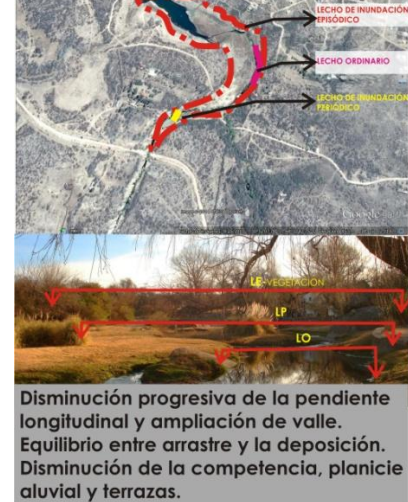 LECHO DE INUNDACIÓN
EPISÓDICO
LECHO ORDINARIO
LECHO DE INUNDACIÓN
PERIÓDICO
Google
LE-VEGETACIÓN
LP
LO
Disminución progresiva de la pendiente
longitudinal y ampliación de valle.
Equilibrio entre arrastre y la deposición.
Disminución de la competencia, planicie
aluvial y terrazas.